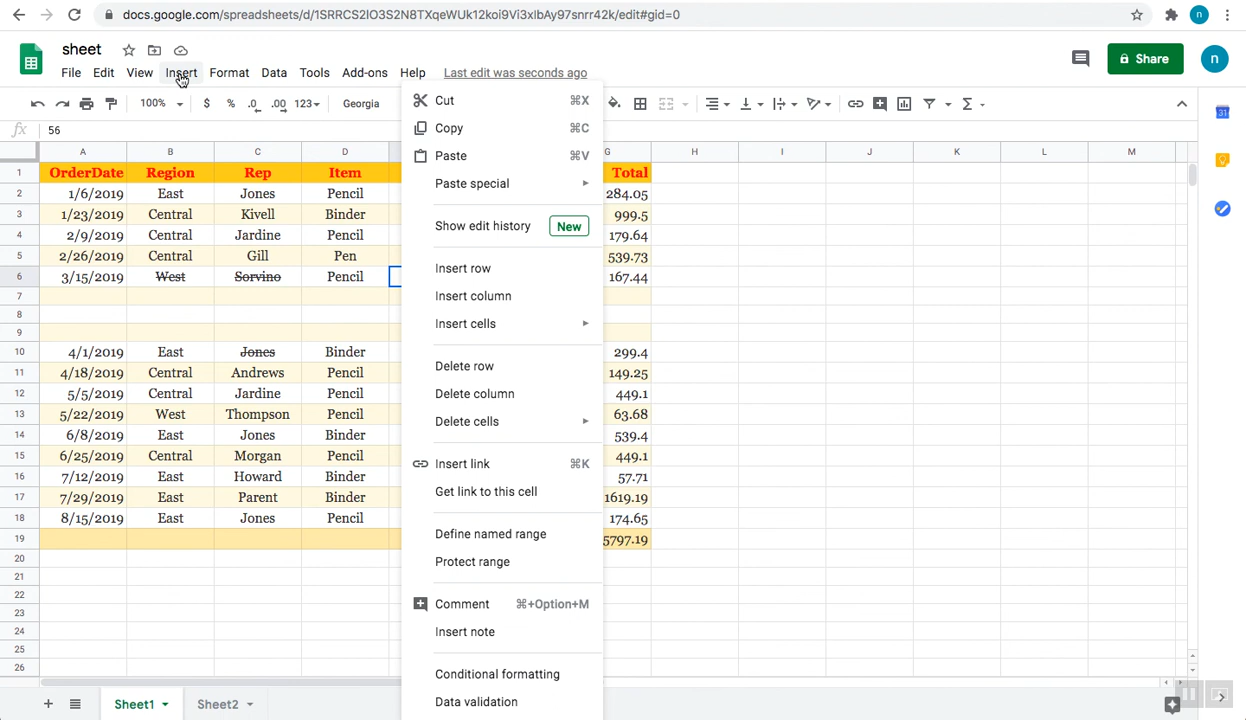 docs.google.com/spreadsheets/d/1SRRCS2IO3S2N8TXqeWUk12koi9Vi3xIbAy97snrr42k/edit#gid=0
n
sheet
File Edit View Insert Format Data Tools Add-ons Help Last edit was seconds ago
Share
n
100% $ % .0 .00 123 Georgia
fx 56
A B C D G H I J K L M
1 OrderDate Region Rep Item Total
2 1/6/2019 East Jones Pencil 284.05
3 1/23/2019 Central Kivell Binder 999.5
4 2/9/2019 Central Jardine Pencil 179.64
5 2/26/2019 Central Gill Pen 539.73
6 3/15/2019 West Sorvino Pencil 167.44
7
8
9
10 4/1/2019 East Jones Binder 299.4
11 4/18/2019 Central Andrews Pencil 149.25
12 5/5/2019 Central Jardine Pencil 449.1
13 5/22/2019 West Thompson Pencil 63.68
14 6/8/2019 East Jones Binder 539.4
15 6/25/2019 Central Morgan Pencil 449.1
16 7/12/2019 East Howard Binder 57.71
17 7/29/2019 East Parent Binder 1619.19
18 8/15/2019 East Jones Pencil 174.65
19 5797.19
20
21
22
23
24
25
26
Cut ⌘X
Copy ⌘C
Paste ⌘V
Paste special
Show edit history New
Insert row
Insert column
Insert cells
Delete row
Delete column
Delete cells
Insert link ⌘K
Get link to this cell
Define named range
Protect range
Comment ⌘+Option+M
Insert note
Conditional formatting
Data validation
31
Sheet1 Sheet2